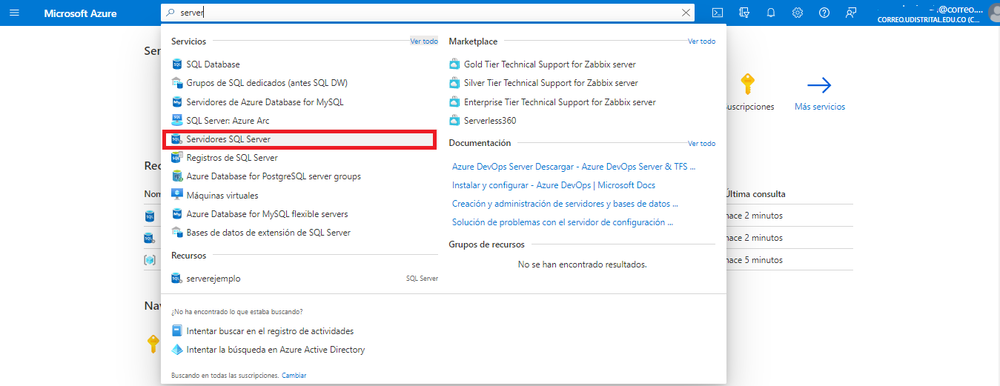 Microsoft Azure
server
@correo....
CORREO.UDISTRITAL.EDU.CO (C...
Servicios
Ver todo
SQL Database
Grupos de SQL dedicados (antes SQL DW)
Servidores de Azure Database for MySQL
SQL Server: Azure Arc
Servidores SQL Server
Registros de SQL Server
Azure Database for PostgreSQL server groups
Máquinas virtuales
Azure Database for MySQL flexible servers
Bases de datos de extensión de SQL Server
Recursos
serverejemplo
SQL Server
Marketplace
Ver todo
Gold Tier Technical Support for Zabbix server
Silver Tier Technical Support for Zabbix server
Enterprise Tier Technical Support for Zabbix server
Serverless360
Documentación
Ver todo
Azure DevOps Server Descargar - Azure DevOps Server & TFS ...
Instalar y configurar - Azure DevOps | Microsoft Docs
Creación y administración de servidores y bases de datos ...
Solución de problemas con el servidor de configuración ...
Grupos de recursos
No se han encontrado resultados.
¿No ha encontrado lo que estaba buscando?
Intentar buscar en el registro de actividades
Intentar la búsqueda en Azure Active Directory
Buscando en todas las suscripciones. Cambiar
Ser
uscripciones
Más servicios
Rec
Nom
Última consulta
hace 2 minutos
hace 2 minutos
hace 5 minutos
Nav